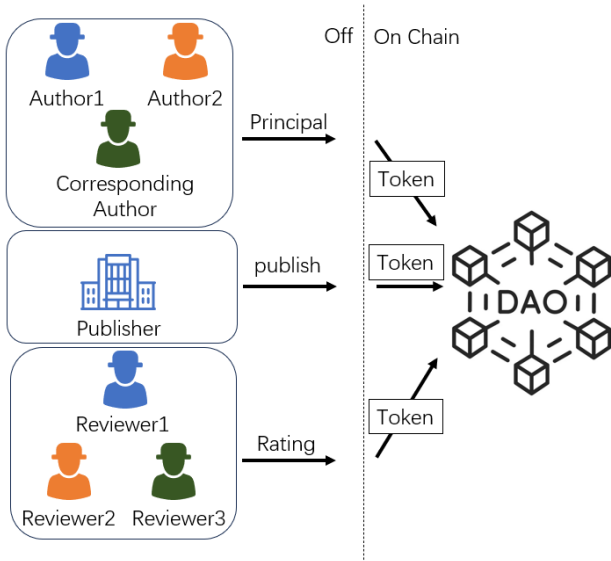 Off
On Chain
Author1
Author2
Principal
Corresponding
Author
Token
publish
Token
DAO
Publisher
Reviewer1
Token
Rating
Reviewer2
Reviewer3